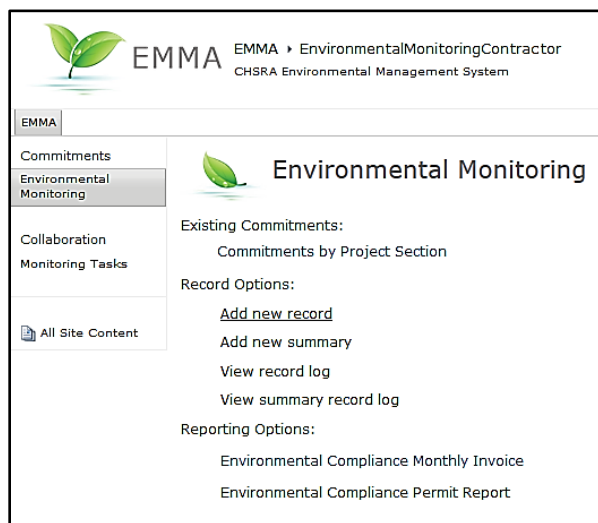 EMMA
EMMA ▸ EnvironmentalMonitoringContractor
CHSRA Environmental Management System
EMMA
Commitments
Environmental
Monitoring
Collaboration
Monitoring Tasks
All Site Content
Environmental Monitoring
Existing Commitments:
Commitments by Project Section
Record Options:
Add new record
Add new summary
View record log
View summary record log
Reporting Options:
Environmental Compliance Monthly Invoice
Environmental Compliance Permit Report